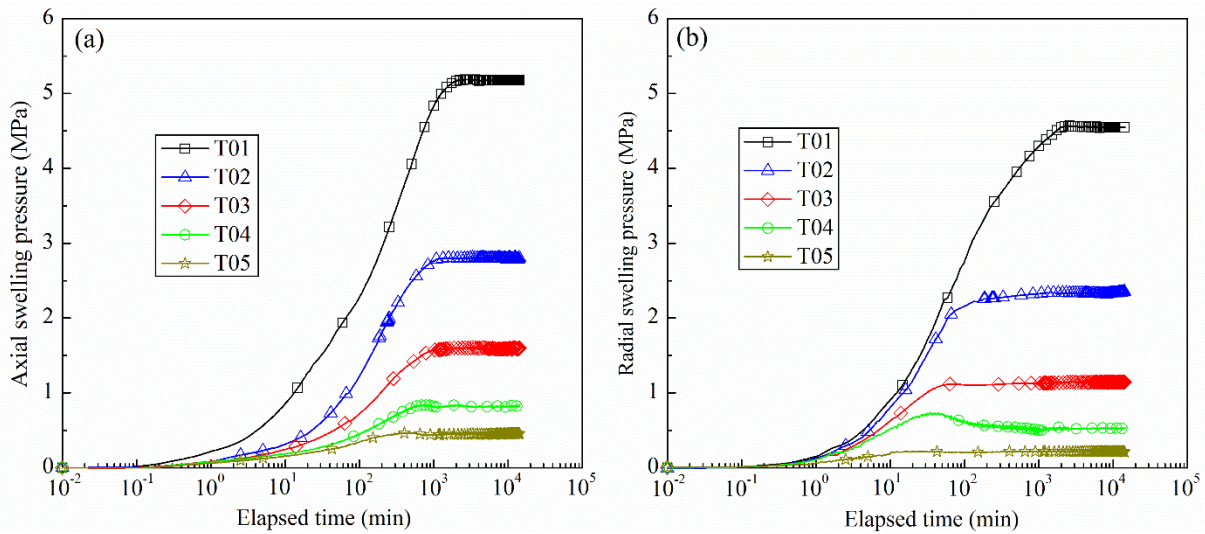 (a)
Axial swelling pressure (MPa)
6
5
4
3
2
1
0
T01
T02
T03
T04
T05
10⁻² 10⁻¹ 10⁰ 10¹ 10² 10³ 10⁴ 10⁵
Elapsed time (min)
(b)
Radial swelling pressure (MPa)
6
5
4
3
2
1
0
T01
T02
T03
T04
T05
10⁻² 10⁻¹ 10⁰ 10¹ 10² 10³ 10⁴ 10⁵
Elapsed time (min)